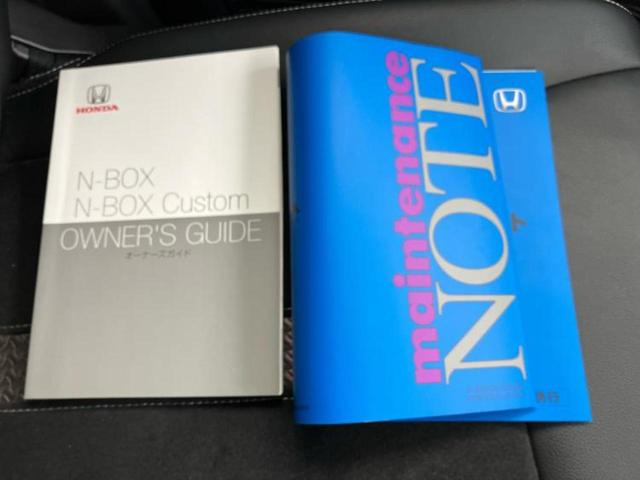 HONDA
N-BOX
N-BOX Custom
OWNER'S GUIDE
オーナーズガイド
maintenance
NOTE